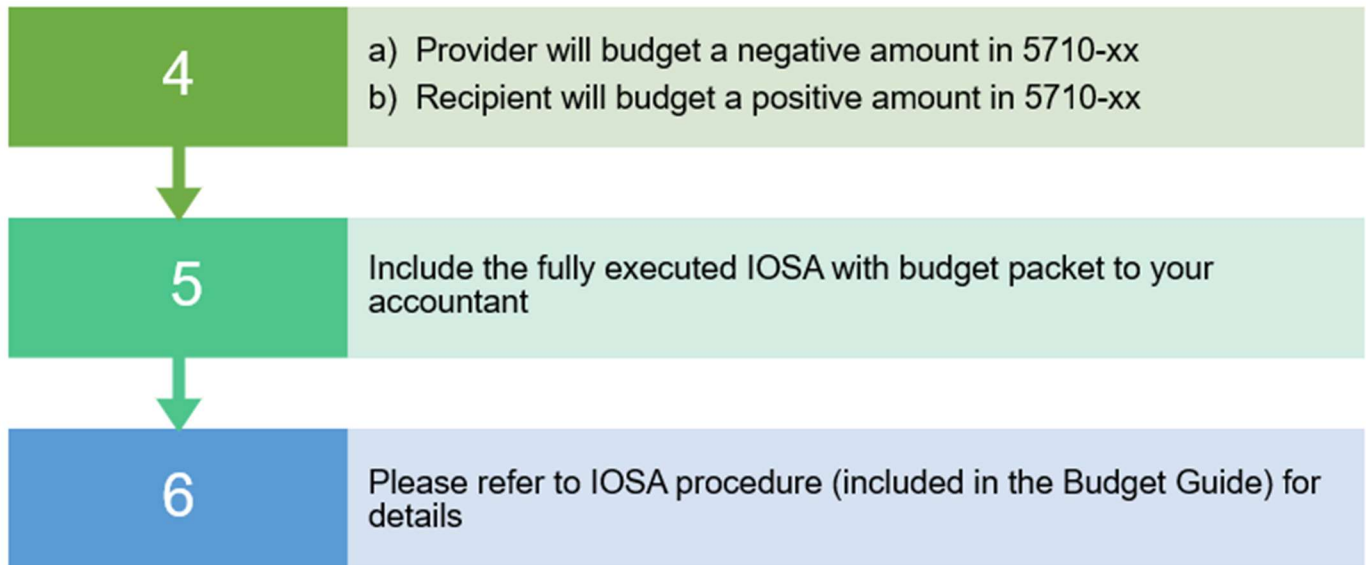 4
a) Provider will budget a negative amount in 5710-xx
b) Recipient will budget a positive amount in 5710-xx
5
Include the fully executed IOSA with budget packet to your
accountant
6
Please refer to IOSA procedure (included in the Budget Guide) for
details